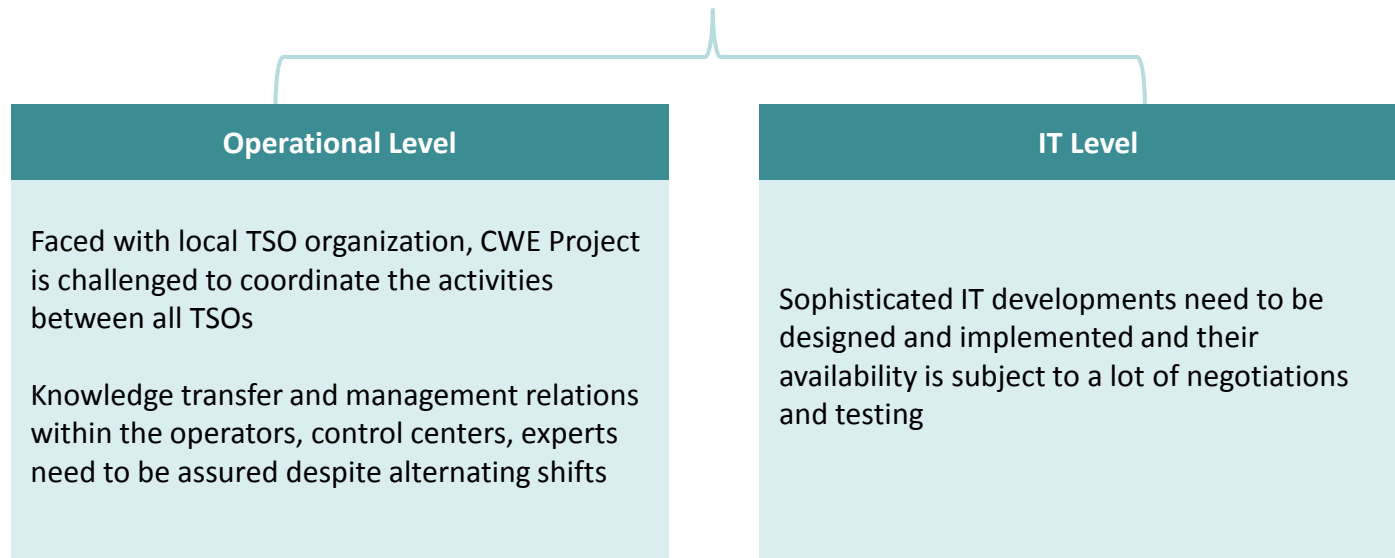 Operational Level
Faced with local TSO organization, CWE Project
is challenged to coordinate the activities
between all TSOs
Knowledge transfer and management relations
within the operators, control centers, experts
need to be assured despite alternating shifts
IT Level
Sophisticated IT developments need to be
designed and implemented and their
availability is subject to a lot of negotiations
and testing